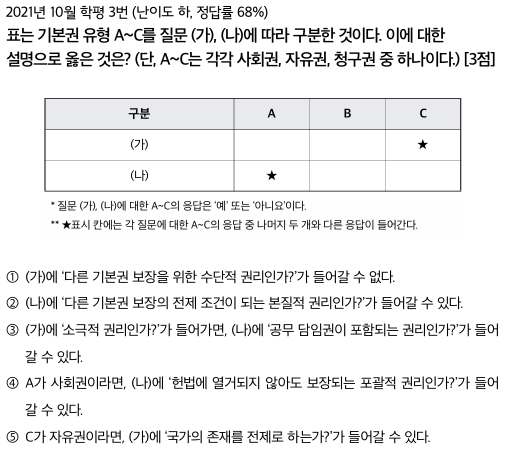 2021년 10월 학평 3번 (난이도 하, 정답률 68%)
표는 기본권 유형 A~C를 질문 (가), (나)에 따라 구분한 것이다. 이에 대한
설명으로 옳은 것은? (단, A~C는 각각 사회권, 자유권, 청구권 중 하나이다.) [3점]
구분 A B C
(가) ★
(나) ★
* 질문 (가), (나)에 대한 A~C의 응답은 '예' 또는 '아니요'이다.
** ★표시 칸에는 각 질문에 대한 A~C의 응답 중 나머지 두 개와 다른 응답이 들어간다.
① (가)에 '다른 기본권 보장을 위한 수단적 권리인가?'가 들어갈 수 없다.
② (나)에 '다른 기본권 보장의 전제 조건이 되는 본질적 권리인가?'가 들어갈 수 있다.
③ (가)에 '소극적 권리인가?'가 들어가면, (나)에 '공무 담임권이 포함되는 권리인가?'가 들어
갈 수 있다.
④ A가 사회권이라면, (나)에 '헌법에 열거되지 않아도 보장되는 포괄적 권리인가?'가 들어
갈 수 있다.
⑤ C가 자유권이라면, (가)에 '국가의 존재를 전제로 하는가?'가 들어갈 수 있다.